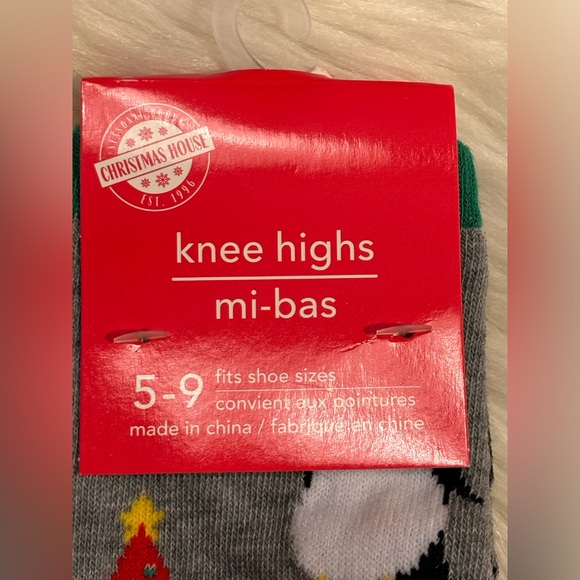 CHRISTMAS HOUSE
EST. 1996
knee highs
mi-bas
5-9
fits shoe sizes
convient aux pointures
made in china / fabriqué en chine